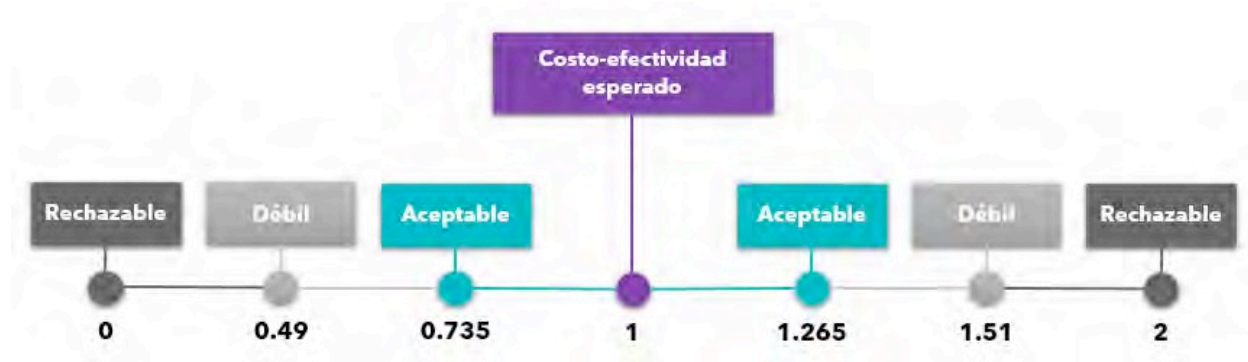 Costo-efectividad
esperado
Rechazable
Débil
Aceptable
Aceptable
Débil
Rechazable
0
0.49
0.735
1
1.265
1.51
2